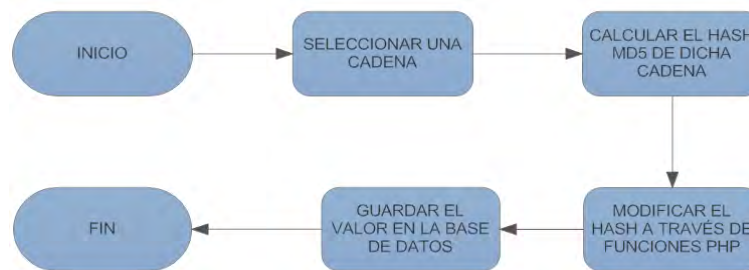 INICIO
SELECCIONAR UNA
CADENA
CALCULAR EL HASH
MD5 DE DICHA
CADENA
MODIFICAR EL
HASH A TRAVÉS DE
FUNCIONES PHP
GUARDAR EL
VALOR EN LA BASE
DE DATOS
FIN